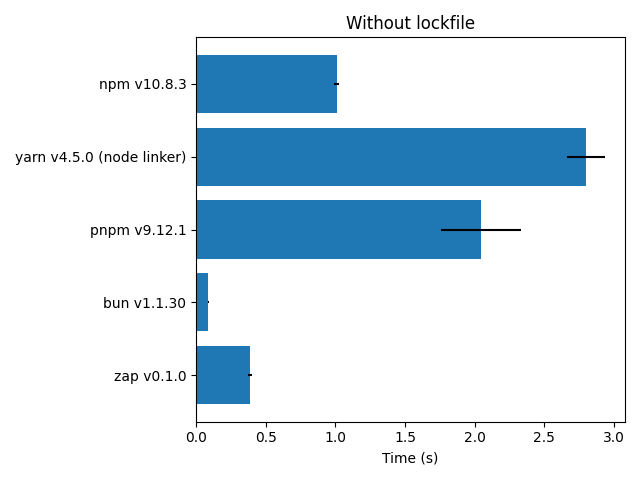 Without lockfile
npm v10.8.3
yarn v4.5.0 (node linker)
pnpm v9.12.1
bun v1.1.30
zap v0.1.0
0.0 0.5 1.0 1.5 2.0 2.5 3.0
Time (s)